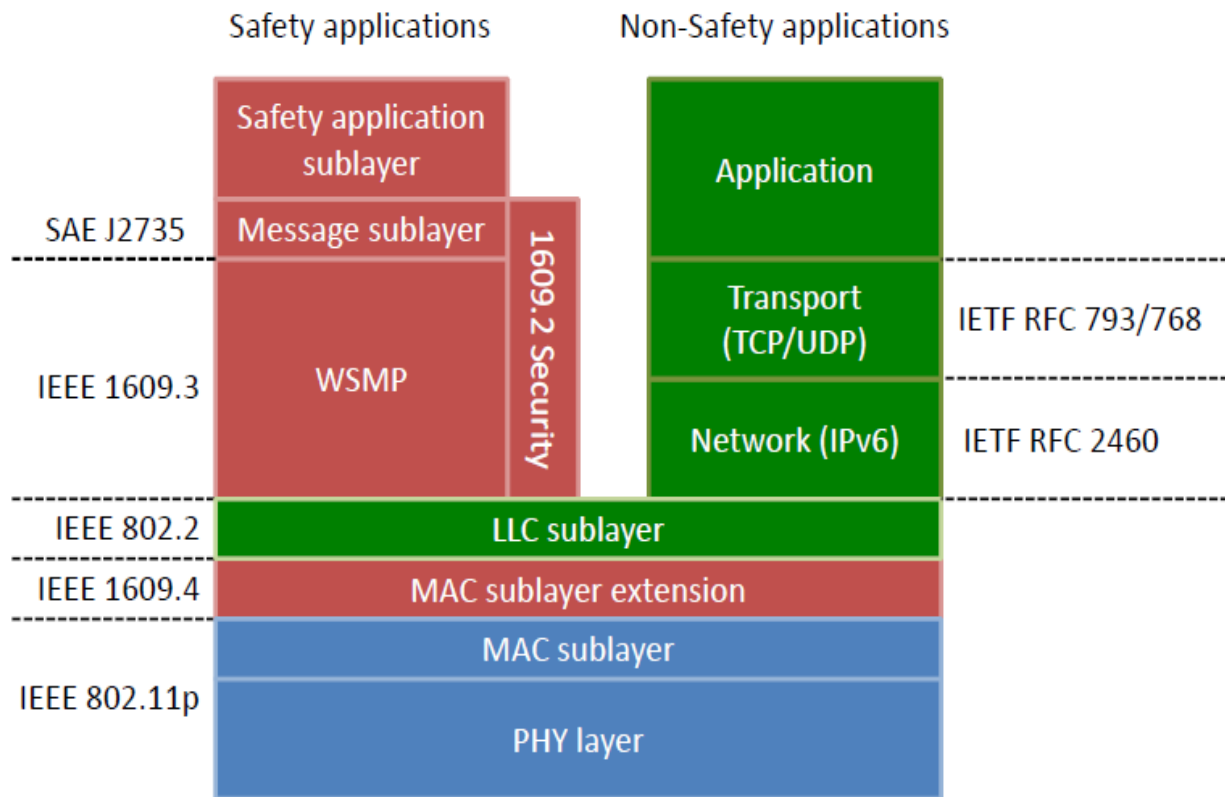 Safety applications
Non-Safety applications
Safety application
sublayer
Application
SAE J2735
Message sublayer
1609.2 Security
Transport
(TCP/UDP)
IETF RFC 793/768
IEEE 1609.3
WSMP
Network (IPv6)
IETF RFC 2460
IEEE 802.2
LLC sublayer
IEEE 1609.4
MAC sublayer extension
MAC sublayer
IEEE 802.11p
PHY layer